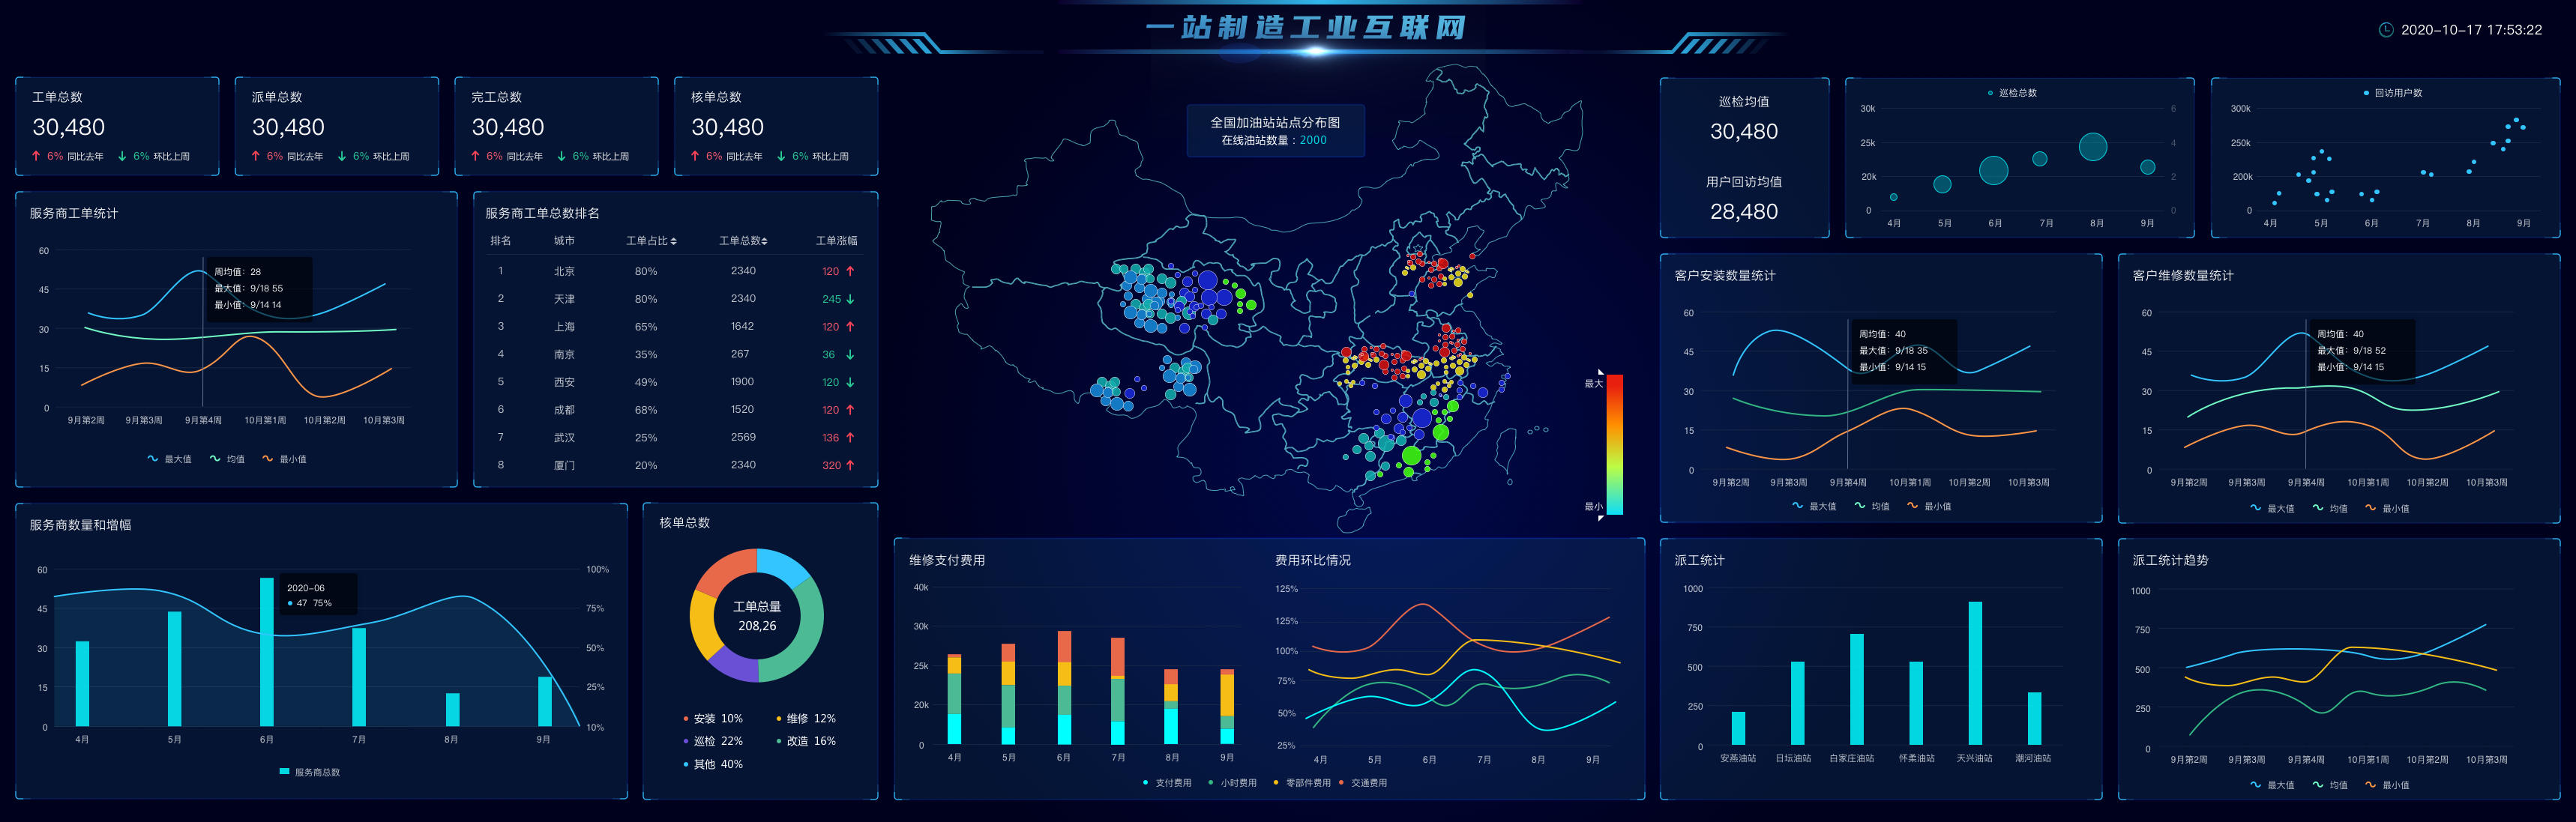 一站制造工业互联网
2020-10-17 17:53:22
工单总数
30,480
6% 同比去年 6% 环比上周
派单总数
30,480
6% 同比去年 6% 环比上周
完工总数
30,480
6% 同比去年 6% 环比上周
核单总数
30,480
6% 同比去年 6% 环比上周
服务商工单统计
60
45
30
15
0
周均值：28
最大值：9/18 55
最小值：9/14 14
9月第2周 9月第3周 9月第4周 10月第1周 10月第2周 10月第3周
最大值 均值 最小值
服务商工单总数排名
排名 城市 工单占比 工单总数 工单涨幅
1 北京 80% 2340 120
2 天津 80% 2340 245
3 上海 65% 1642 120
4 南京 35% 267 36
5 西安 49% 1900 120
6 成都 68% 1520 120
7 武汉 25% 2569 136
8 厦门 20% 2340 320
服务商数量和增幅
60 100%
45 75%
30 50%
15 25%
0 10%
2020-06
47 75%
4月 5月 6月 7月 8月 9月
服务商总数
核单总数
工单总量
208,26
安装 10% 维修 12%
巡检 22% 改造 16%
其他 40%
全国加油站站点分布图
在线油站数量：2000
最大
最小
维修支付费用
40k
30k
25k
20k
0
4月 5月 6月 7月 8月 9月
费用环比情况
125%
125%
100%
75%
50%
25%
4月 5月 6月 7月 8月 9月
支付费用 小时费用 零部件费用 交通费用
巡检均值
30,480
用户回访均值
28,480
巡检总数
30k 6
25k 4
20k 2
0 0
4月 5月 6月 7月 8月 9月
回访用户数
300k
250k
200k
0
4月 5月 6月 7月 8月 9月
客户安装数量统计
60
45
30
15
0
周均值：40
最大值：9/18 35
最小值：9/14 15
9月第2周 9月第3周 9月第4周 10月第1周 10月第2周 10月第3周
最大值 均值 最小值
客户维修数量统计
60
45
30
15
0
周均值：40
最大值：9/18 52
最小值：9/14 15
9月第2周 9月第3周 9月第4周 10月第1周 10月第2周 10月第3周
最大值 均值 最小值
派工统计
1000
750
500
250
0
安燕油站 日坛油站 白家庄油站 怀柔油站 天兴油站 潮河油站
派工统计趋势
1000
750
500
250
0
9月第2周 9月第3周 9月第4周 10月第1周 10月第2周 10月第3周
最大值 均值 最小值